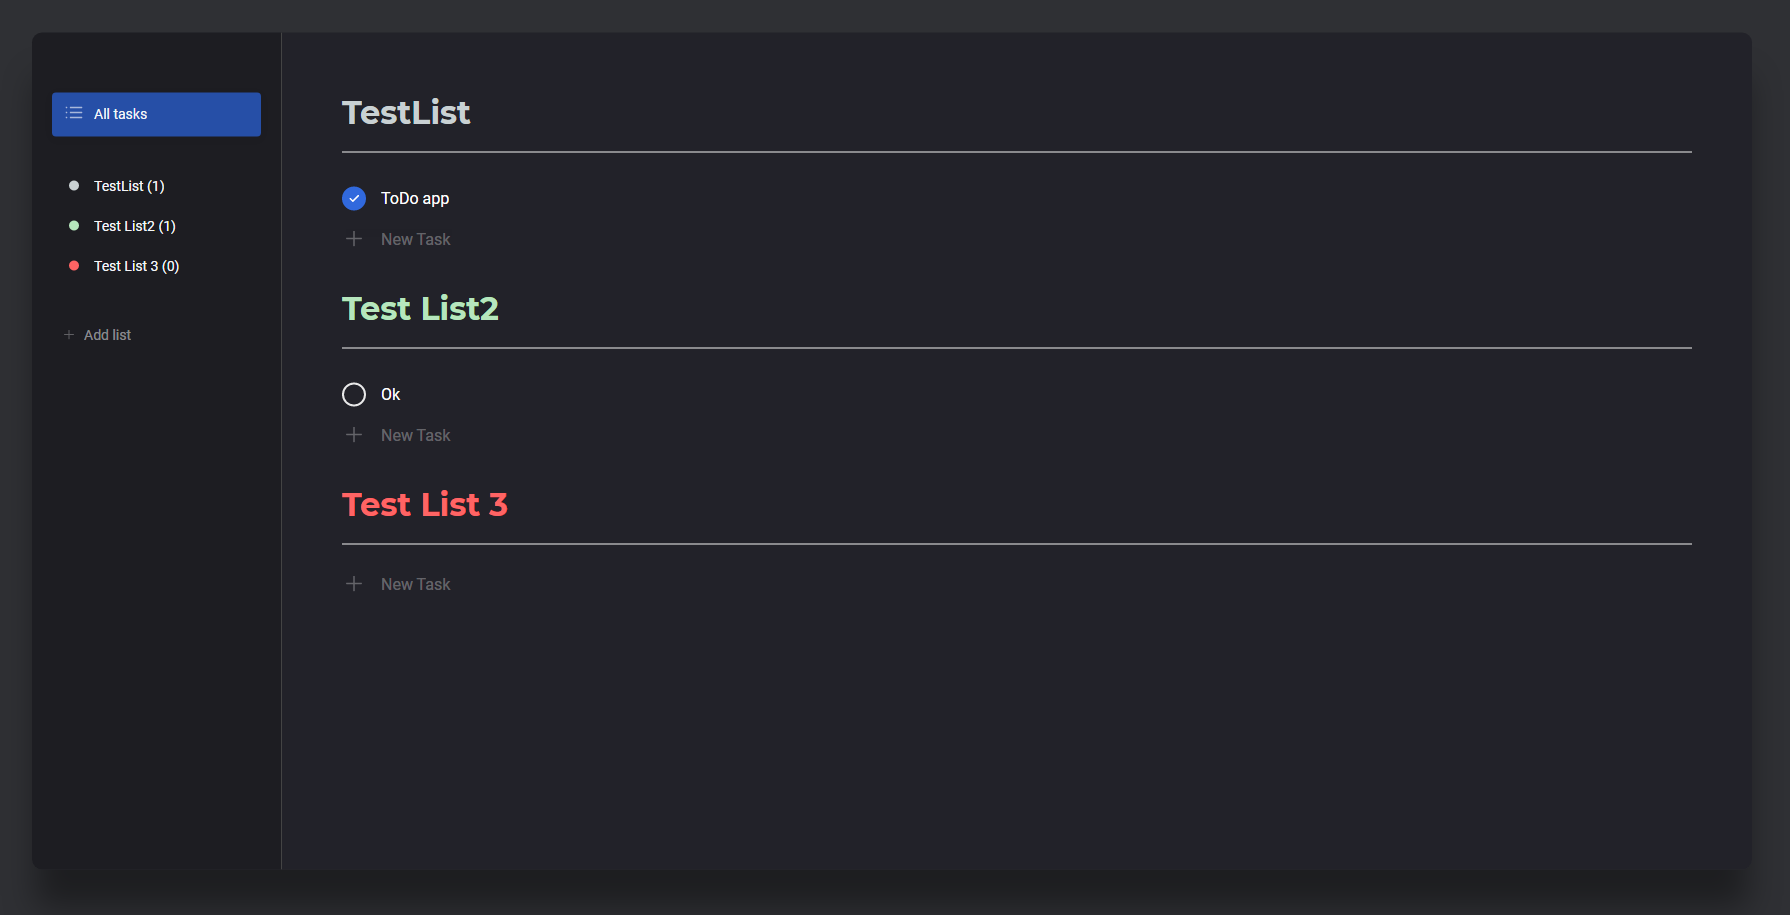 All tasks
TestList (1)
Test List2 (1)
Test List 3 (0)
Add list
TestList
ToDo app
New Task
Test List2
Ok
New Task
Test List 3
New Task